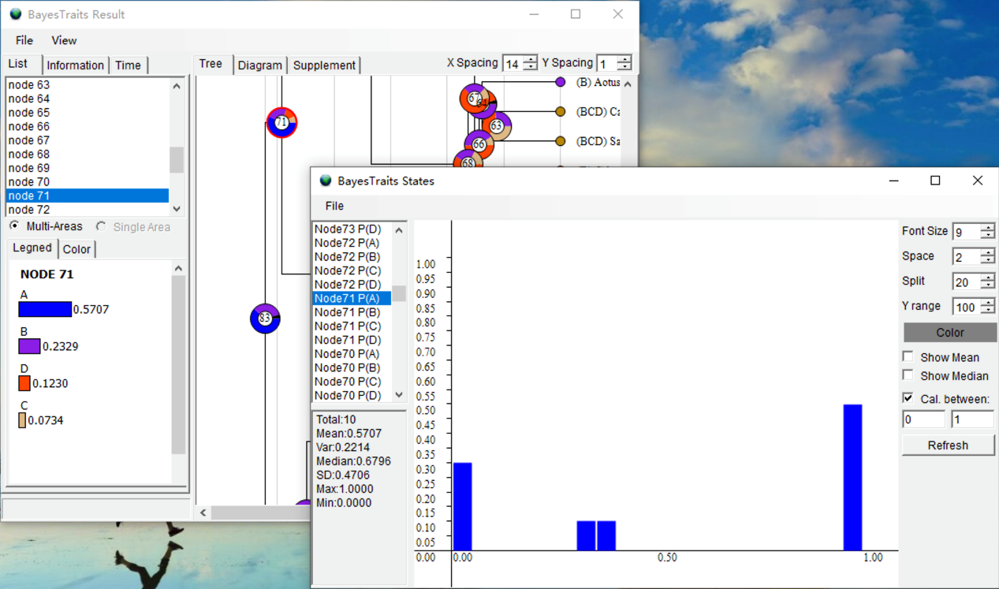 BayesTraits Result
File View
List Information Time
node 63
node 64
node 65
node 66
node 67
node 68
node 69
node 70
node 71
node 72
Multi-Areas Single Area
Legned Color
NODE 71
A
0.5707
B
0.2329
D
0.1230
C
0.0734
Tree Diagram Supplement X Spacing 14 Y Spacing 1
(B) Aotus
67
64
(BCD)
71
63
(BCD)
66
68
83
BayesTraits States
File
Node73 P(D)
Node72 P(A)
Node72 P(B)
Node72 P(C)
Node72 P(D)
Node71 P(A)
Node71 P(B)
Node71 P(C)
Node71 P(D)
Node70 P(A)
Node70 P(B)
Node70 P(C)
Node70 P(D)
Total:10
Mean:0.5707
Var:0.2214
Median:0.6796
SD:0.4706
Max:1.0000
Min:0.0000
1.00
0.95
0.90
0.85
0.80
0.75
0.70
0.65
0.60
0.55
0.50
0.45
0.40
0.35
0.30
0.25
0.20
0.15
0.10
0.05
0.00
0.00 0.50 1.00
Font Size 9
Space 2
Split 20
Y range 100
Color
Show Mean
Show Median
Cal. between:
0 1
Refresh